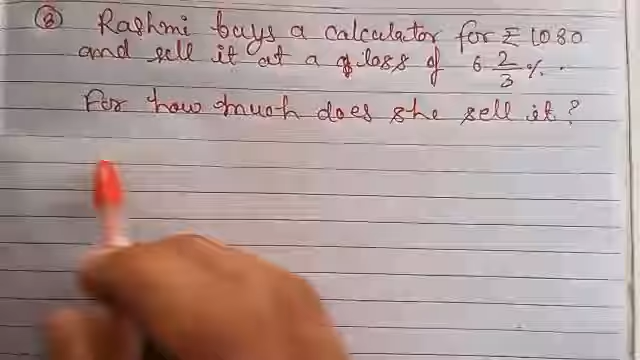 ③ Rashmi buys a calculator for ₹ 1080
and sell it at a loss of 6 2/3 %.
For how much does she sell it?